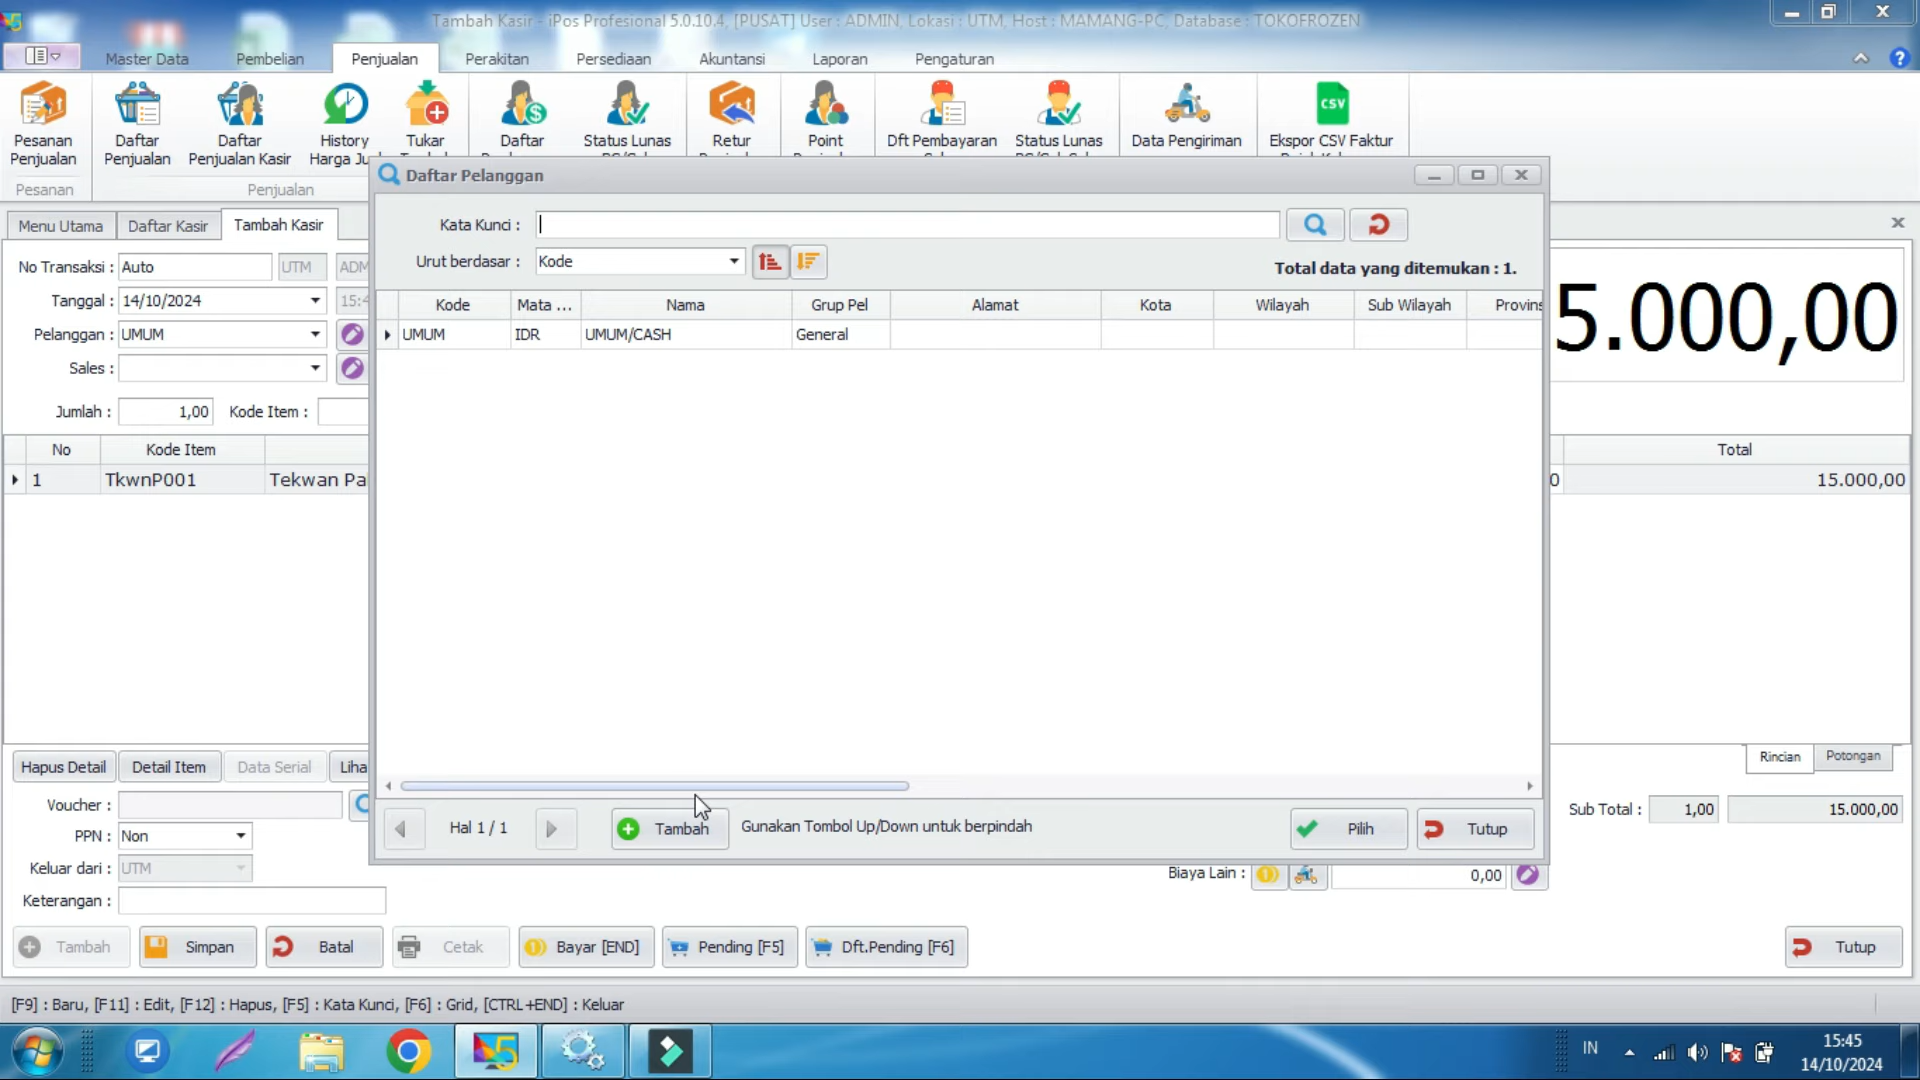 Tambah Kasir - iPos Profesional 5.0.10.4, [PUSAT] User : ADMIN, Lokasi : UTM, Host : MAMANG-PC, Database : TOKOFROZEN
Master Data Pembelian Penjualan Perakitan Persediaan Akuntansi Laporan Pengaturan
Pesanan Penjualan
Daftar Penjualan
Daftar Penjualan Kasir
History Harga
Tukar
Daftar
Status Lunas
Retur
Point
Dft Pembayaran
Status Lunas
Data Pengiriman
CSV
Ekspor CSV Faktur
Pesanan
Penjualan
Menu Utama Daftar Kasir Tambah Kasir
No Transaksi : Auto UTM ADM
Tanggal : 14/10/2024 15:4
Pelanggan : UMUM
Sales :
Jumlah : 1,00 Kode Item :
No Kode Item Total
1 TkwnP001 Tekwan Pa 0 15.000,00
5.000,00
Daftar Pelanggan
Kata Kunci :
Urut berdasar : Kode
Total data yang ditemukan : 1.
Kode Mata ... Nama Grup Pel Alamat Kota Wilayah Sub Wilayah Provins
UMUM IDR UMUM/CASH General
Hal 1 / 1 Tambah Gunakan Tombol Up/Down untuk berpindah Pilih Tutup
Hapus Detail Detail Item Data Serial Liha
Rincian Potongan
Voucher :
Sub Total : 1,00 15.000,00
PPN : Non
Keluar dari : UTM
Biaya Lain : 0,00
Keterangan :
Tambah Simpan Batal Cetak Bayar [END] Pending [F5] Dft.Pending [F6] Tutup
[F9] : Baru, [F11] : Edit, [F12] : Hapus, [F5] : Kata Kunci, [F6] : Grid, [CTRL+END] : Keluar
5
IN
15:45
14/10/2024